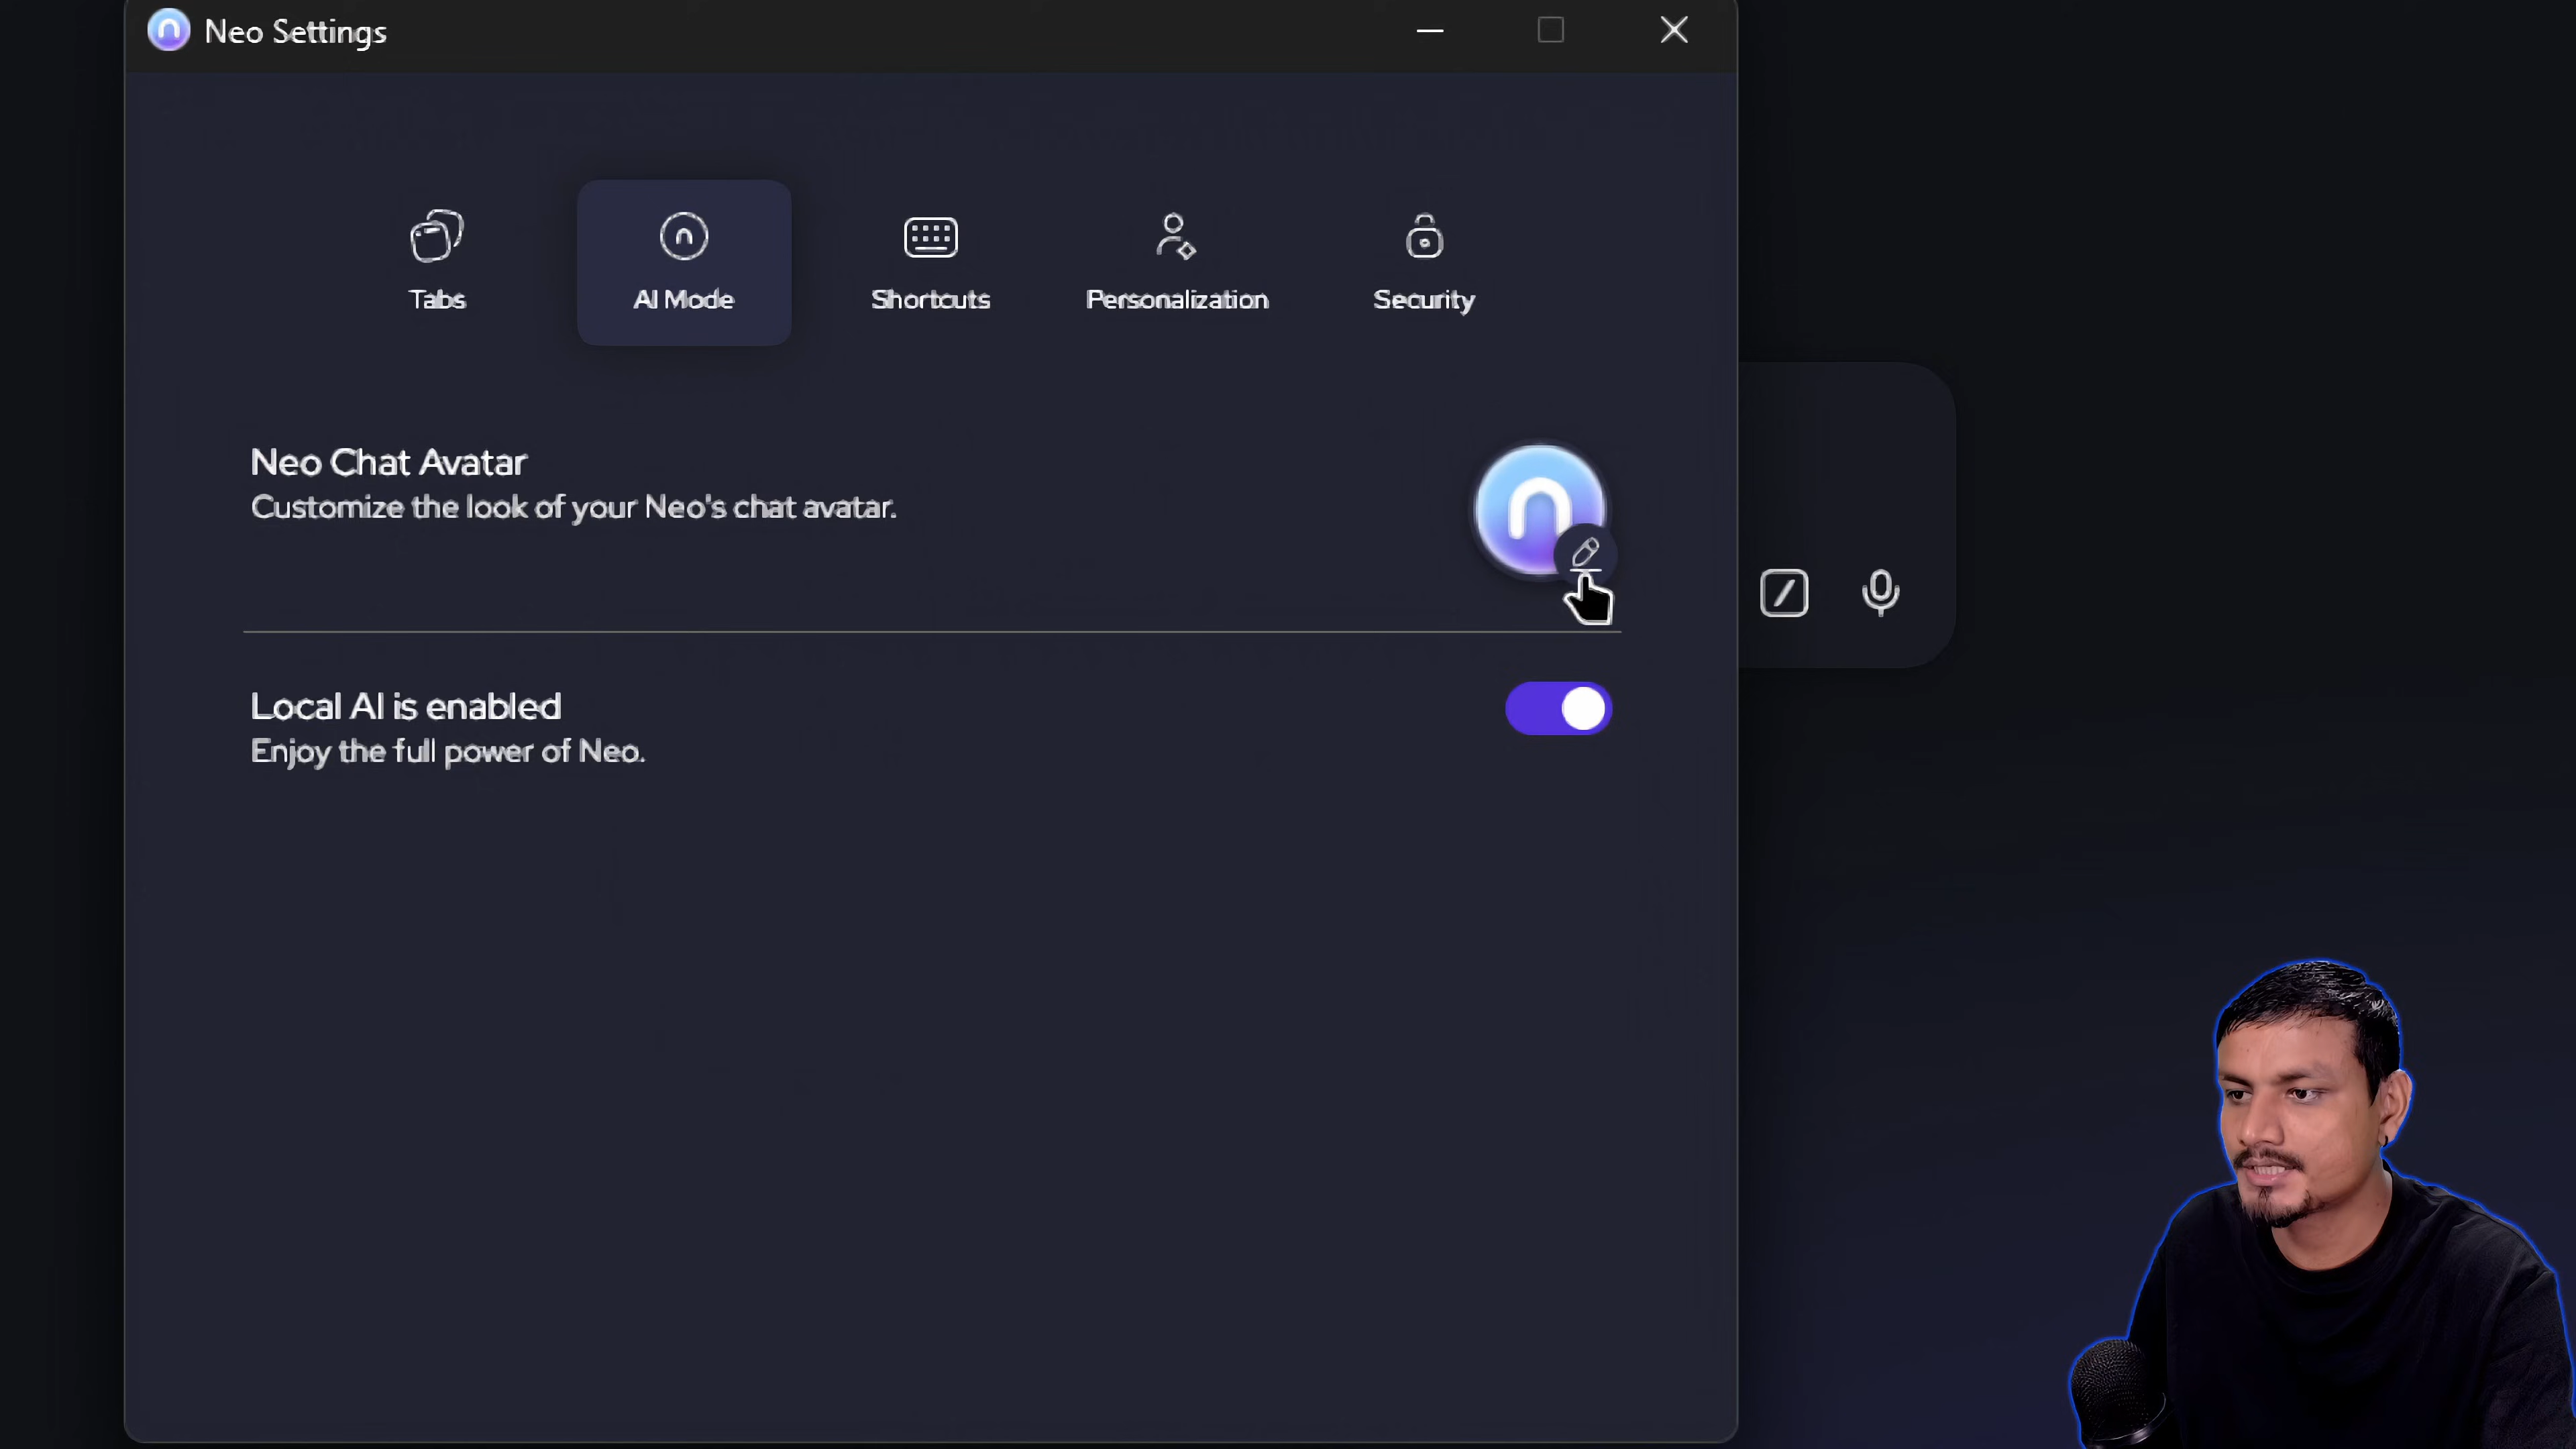 Neo Settings
Tabs
AI Mode
Shortcuts
Personalization
Security
Neo Chat Avatar
Customize the look of your Neo's chat avatar.
Local AI is enabled
Enjoy the full power of Neo.